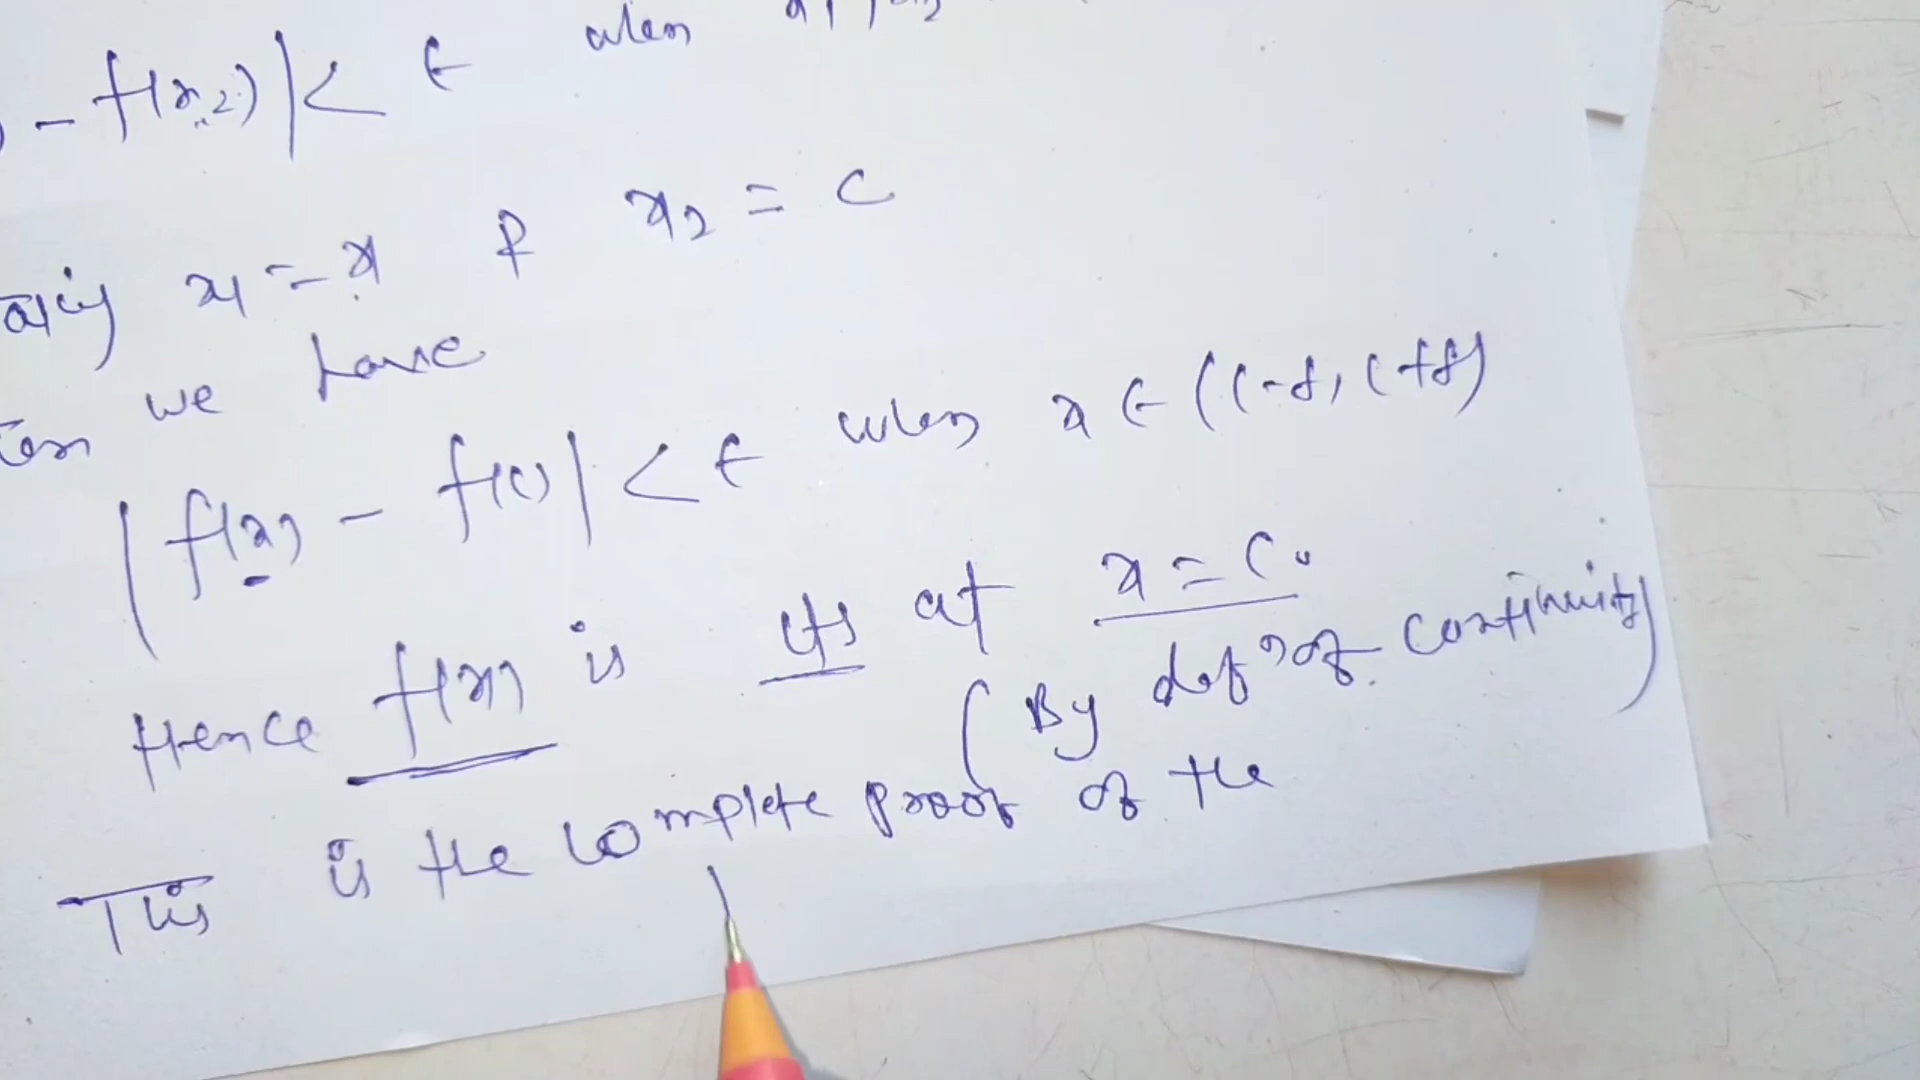 - f(x2)| < ϵ when
x1 = x & x2 = c
we have
|f(x) - f(c)| < ϵ when x ∈ (c-δ, c+δ)
Hence f(x) is cts at x = c.
(By defn of continuity)
This is the complete proof of the